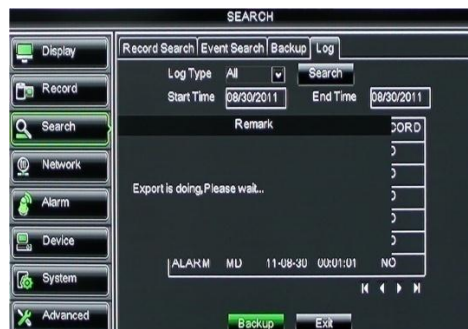 SEARCH
Display
Record
Search
Network
Alarm
Device
System
Advanced
Record Search Event Search Backup Log
Log Type All Search
Start Time 08/30/2011 End Time 08/30/2011
Remark
CORD
Export is doing,Please wait...
ALARM MD 11-08-30 00:01:01 NO
Backup Exit